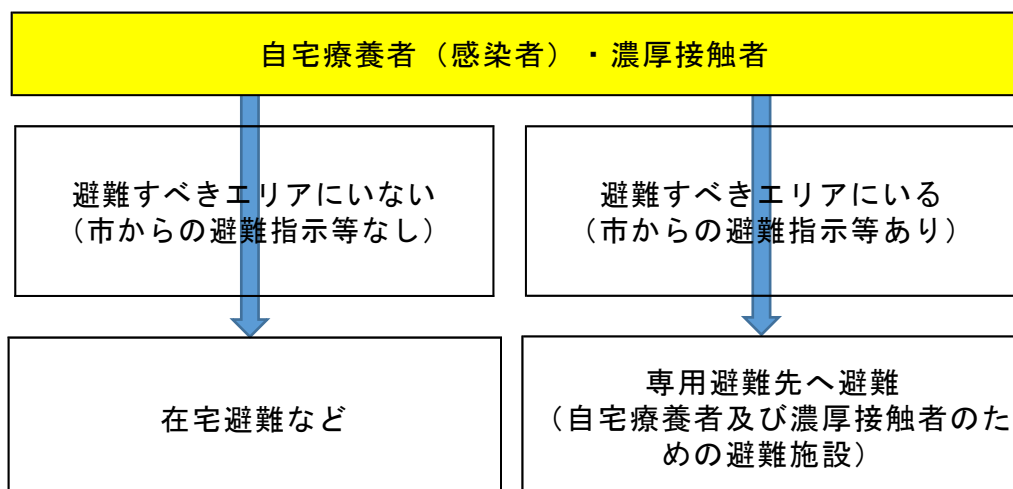 自宅療養者（感染者）・濃厚接触者
避難すべきエリアにいない
（市からの避難指示等なし）
避難すべきエリアにいる
（市からの避難指示等あり）
在宅避難など
専用避難先へ避難
（自宅療養者及び濃厚接触者のた
めの避難施設）